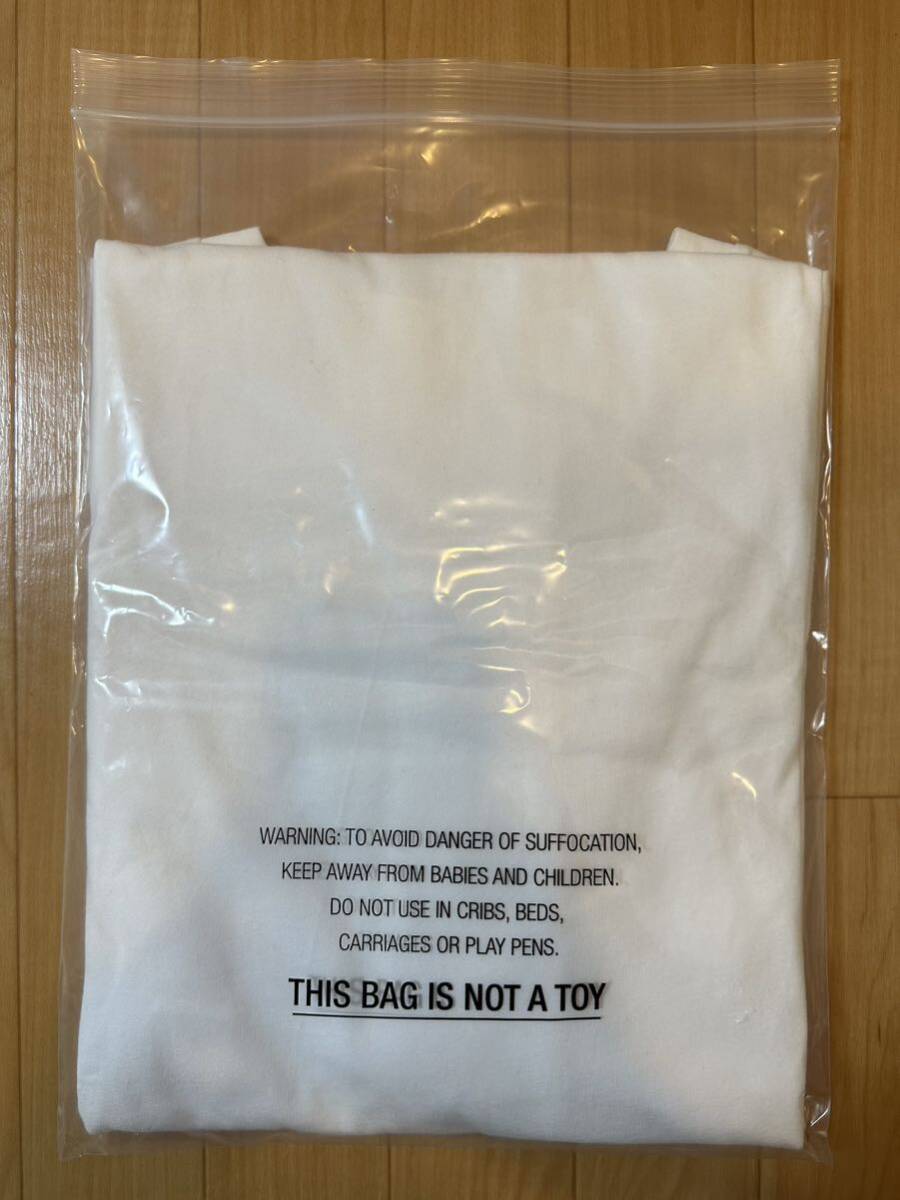 WARNING: TO AVOID DANGER OF SUFFOCATION,
KEEP AWAY FROM BABIES AND CHILDREN.
DO NOT USE IN CRIBS, BEDS,
CARRIAGES OR PLAY PENS.
THIS BAG IS NOT A TOY